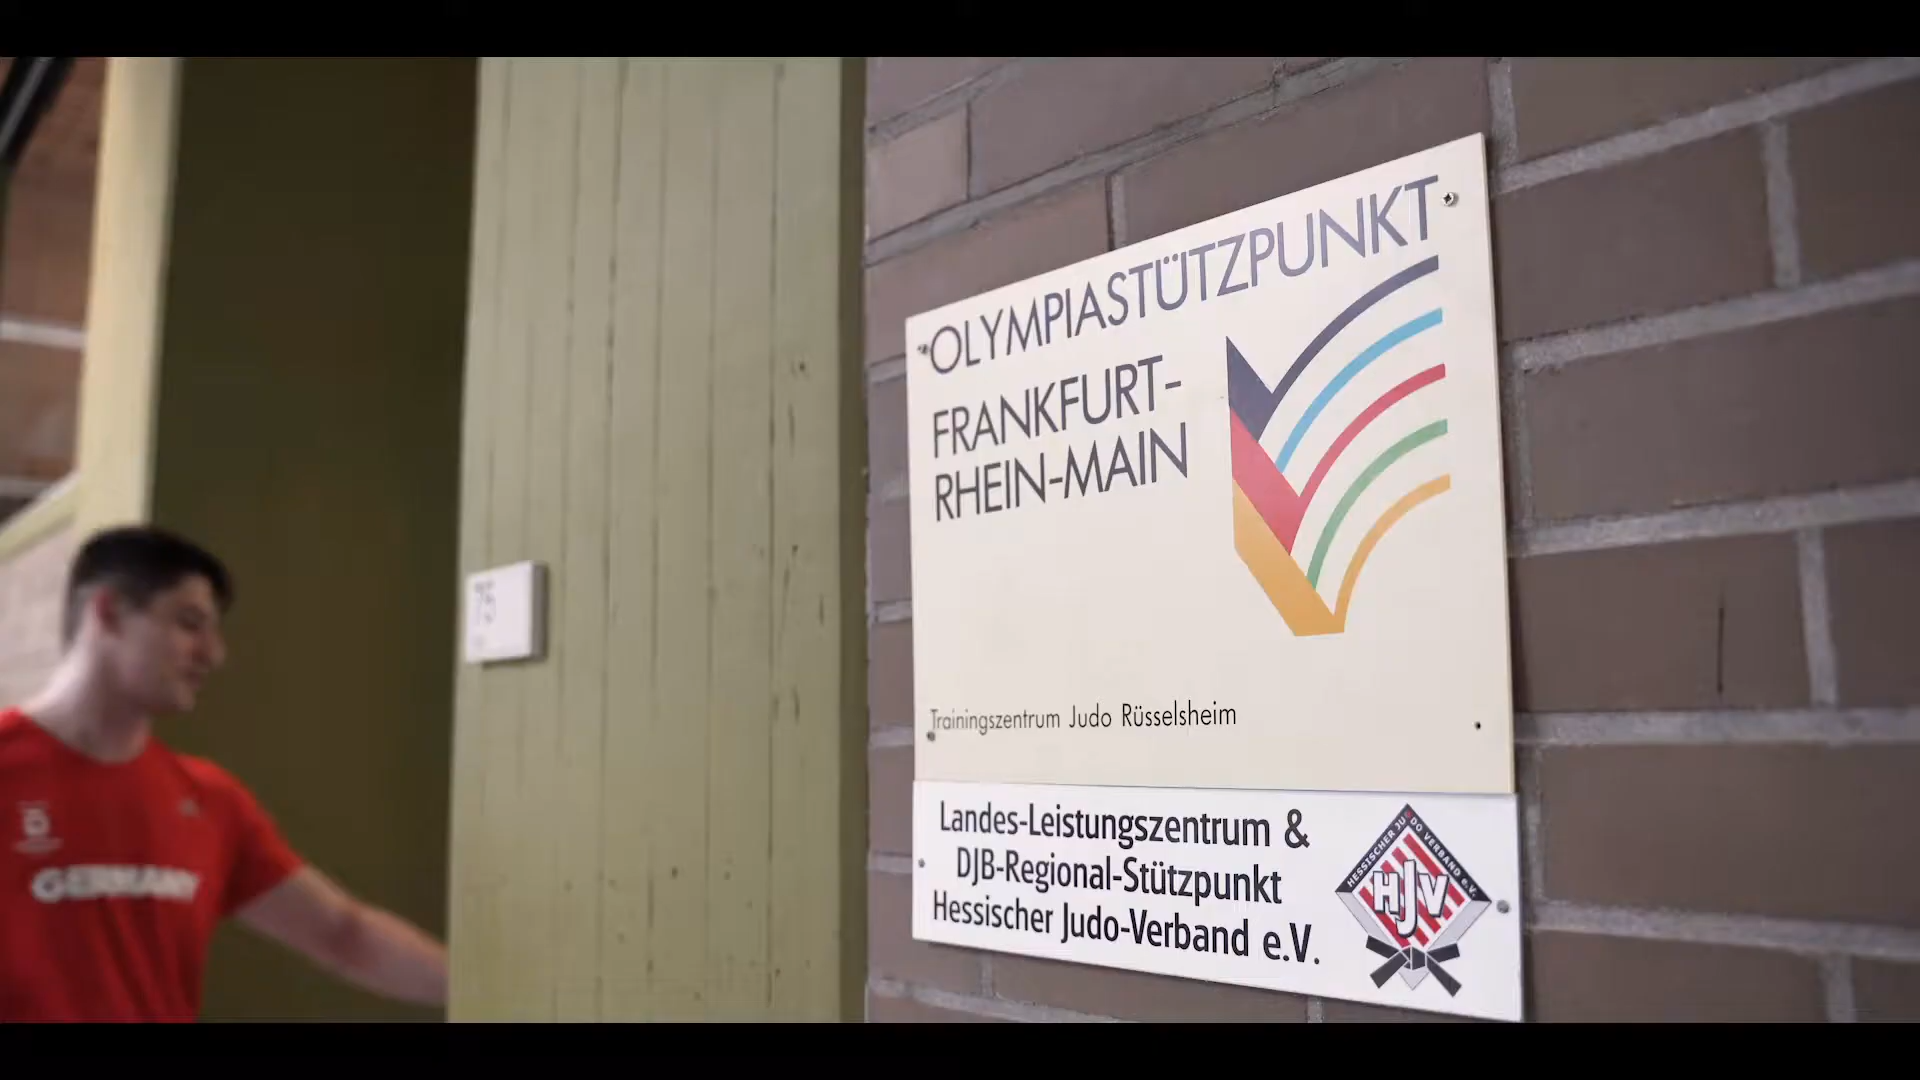 OLYMPIASTÜTZPUNKT
FRANKFURT-
RHEIN-MAIN
Trainingszentrum Judo Rüsselsheim
Landes-Leistungszentrum &
DJB-Regional-Stützpunkt
Hessischer Judo-Verband e.V.
HESSISCHER JUDO VERBAND e.V.
HJV
75
GERMANY